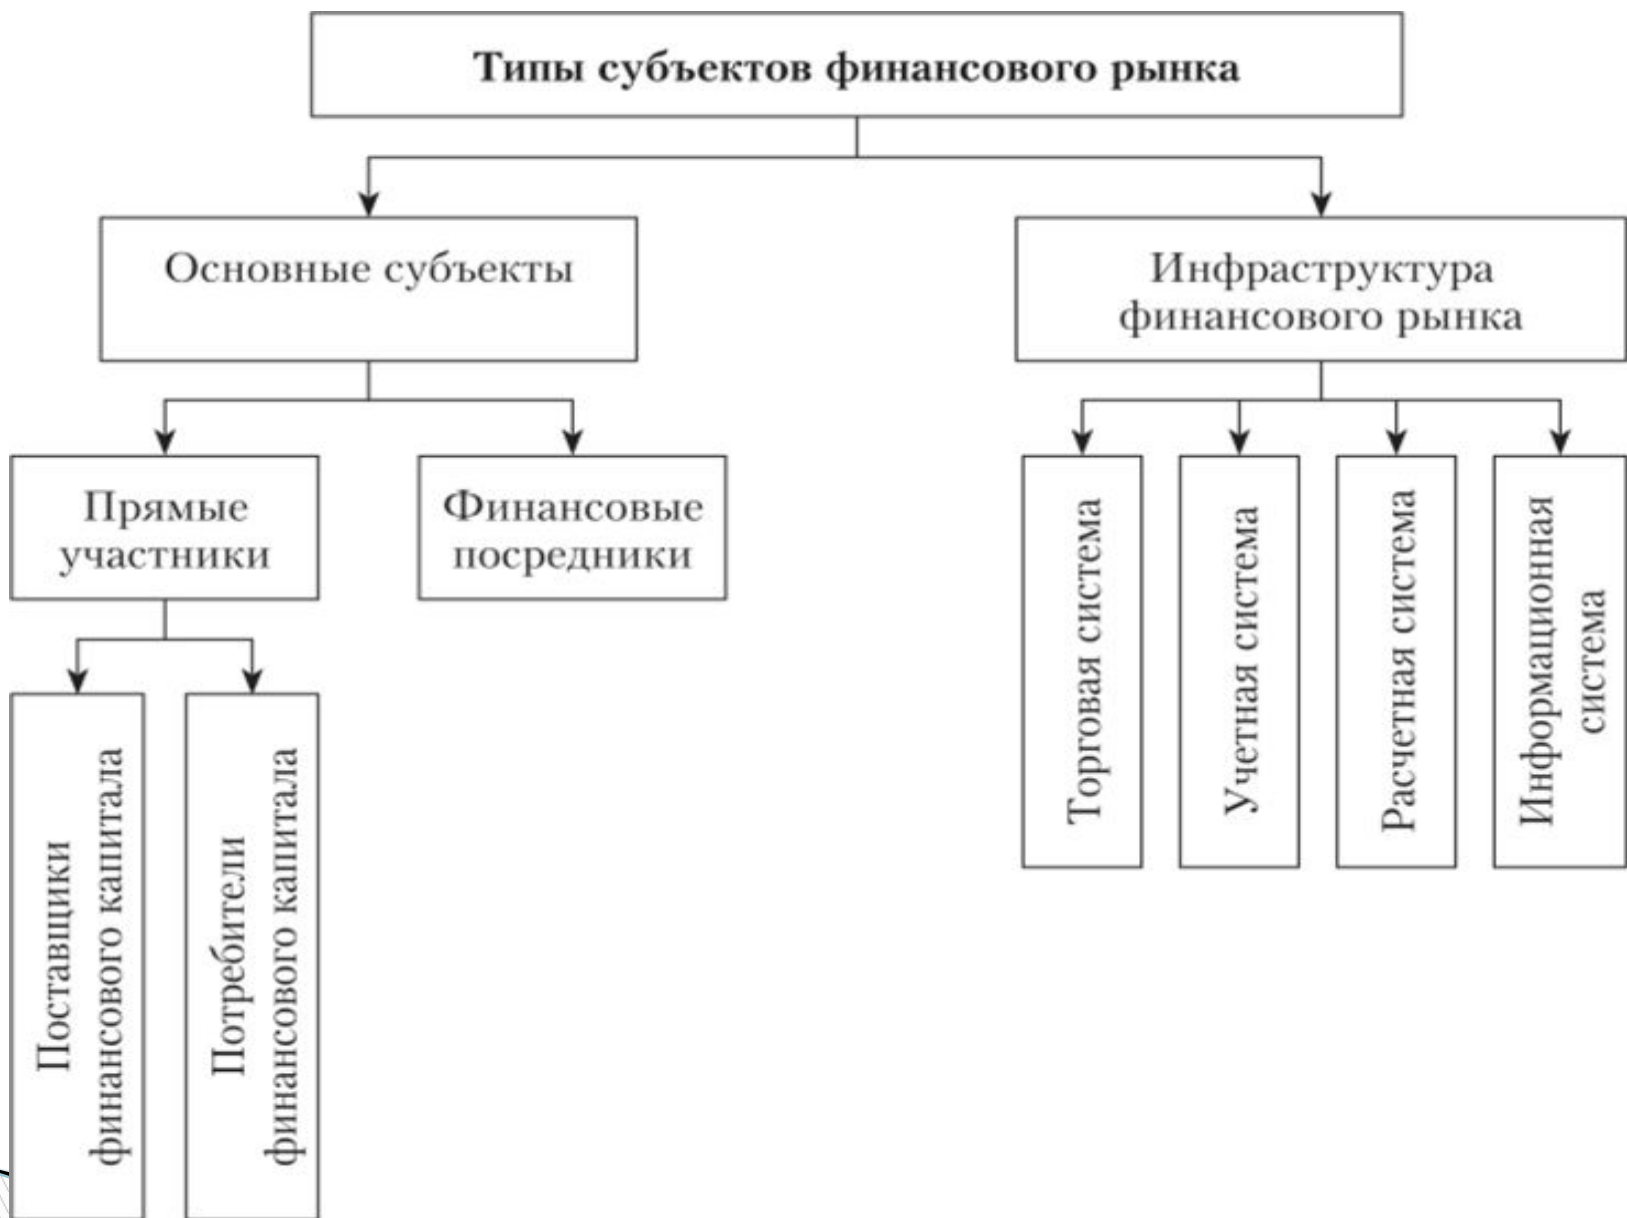 Типы субъектов финансового рынка
Основные субъекты
Инфраструктура
финансового рынка
Прямые
участники
Финансовые
посредники
Торговая система
Учетная система
Расчетная система
Информационная
система
Поставщики
финансового капитала
Потребители
финансового капитала